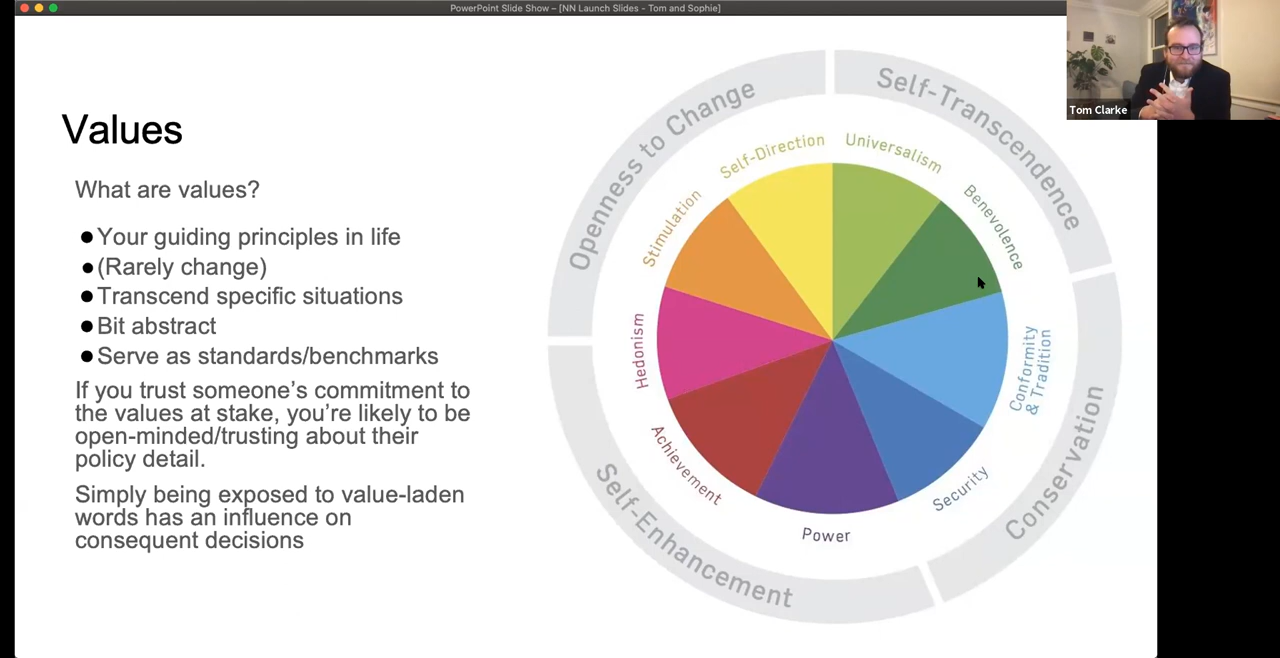 PowerPoint Slide Show – [NN Launch Slides - Tom and Sophie]
Tom Clarke
Values
What are values?
●Your guiding principles in life
●(Rarely change)
●Transcend specific situations
●Bit abstract
●Serve as standards/benchmarks
If you trust someone’s commitment to
the values at stake, you’re likely to be
open-minded/trusting about their
policy detail.
Simply being exposed to value-laden
words has an influence on
consequent decisions
Openness to Change
Self-Transcendence
Conservation
Self-Enhancement
Self-Direction
Universalism
Benevolence
Conformity
& Tradition
Security
Power
Achievement
Hedonism
Stimulation